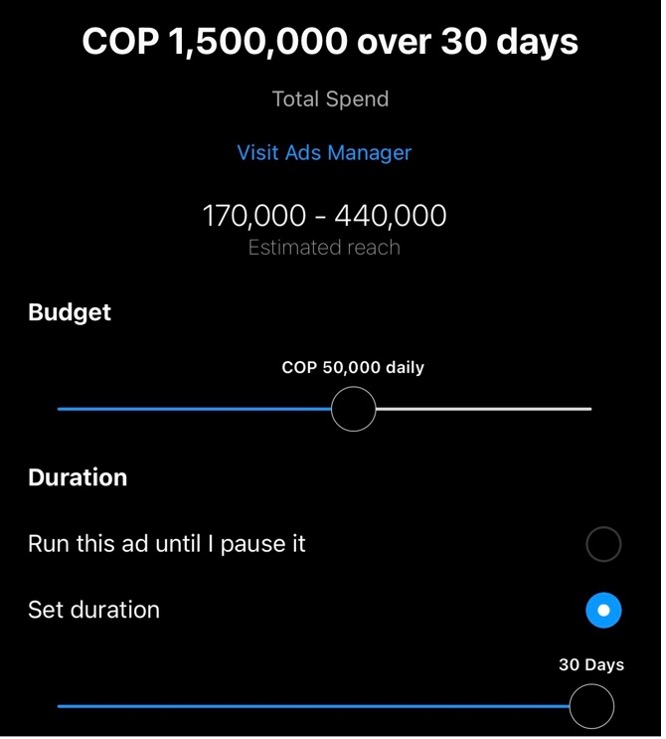 COP 1,500,000 over 30 days
Total Spend
Visit Ads Manager
170,000 - 440,000
Estimated reach
Budget
COP 50,000 daily
Duration
Run this ad until I pause it
Set duration
30 Days